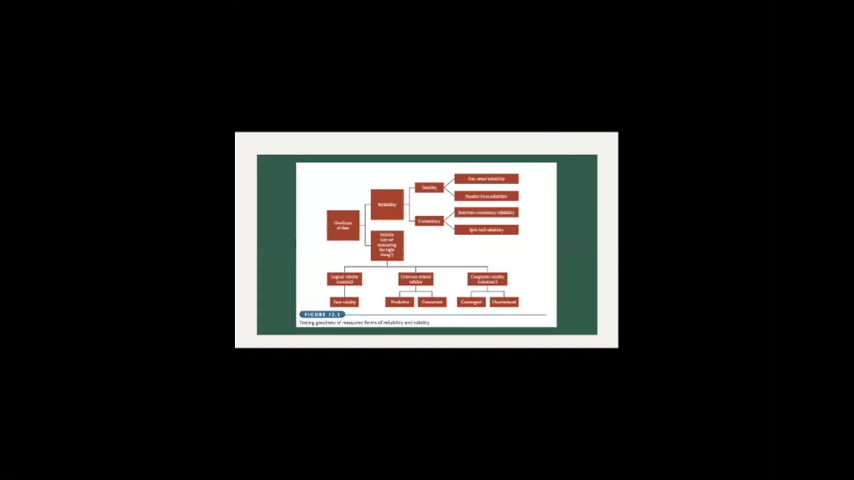 Goodness
of data
Reliability
Validity
(are we
measuring
the right
thing?)
Stability
Consistency
Test–retest reliability
Parallel-form reliability
Interitem consistency reliability
Split-half reliability
Logical validity
(content)
Face validity
Criterion-related
validity
Predictive
Concurrent
Congruent validity
(construct)
Convergent
Discriminant
FIGURE 12.1
Testing goodness of measures: forms of reliability and validity